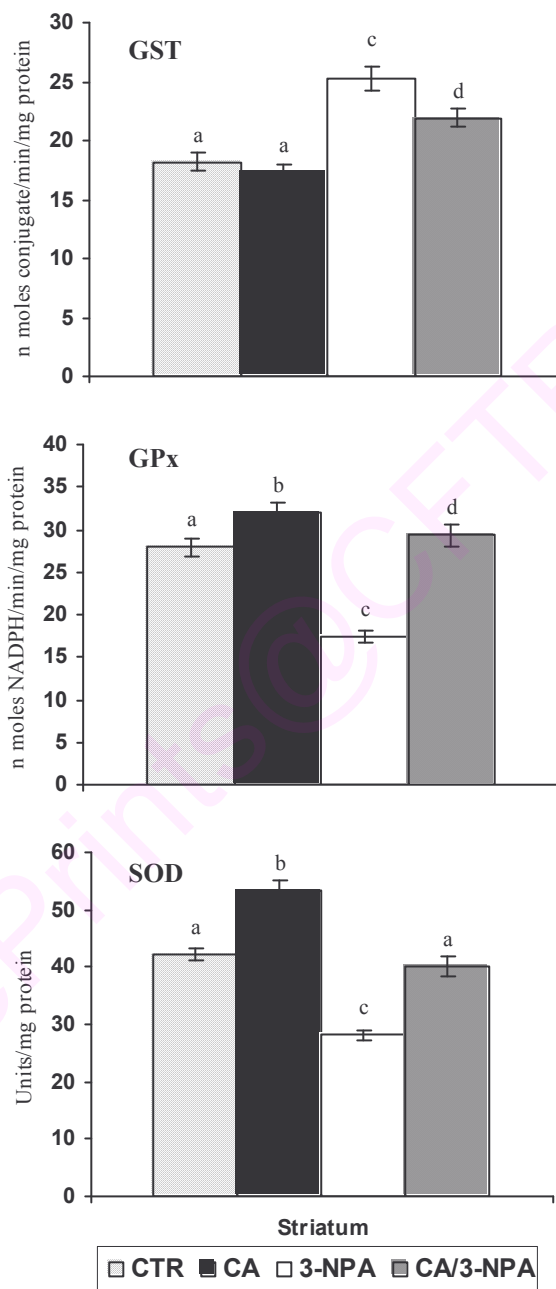 GST
n moles conjugate/min/mg protein
30
25
20
15
10
5
0
a
a
c
d
GPx
n moles NADPH/min/mg protein
40
35
30
25
20
15
10
5
0
a
b
c
d
SOD
Units/mg protein
60
50
40
30
20
10
0
a
b
c
a
Striatum
CTR CA 3-NPA CA/3-NPA
ePrints@CFTR